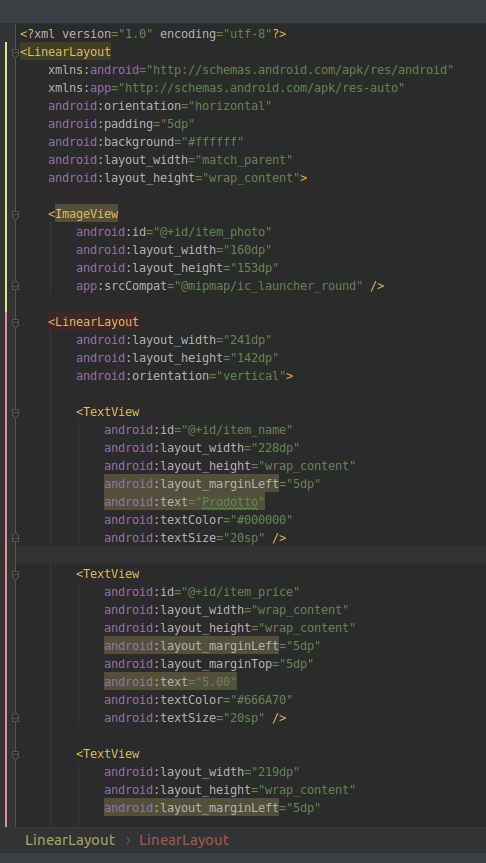 <?xml version="1.0" encoding="utf-8"?>
<LinearLayout
xmlns:android="http://schemas.android.com/apk/res/android"
xmlns:app="http://schemas.android.com/apk/res-auto"
android:orientation="horizontal"
android:padding="5dp"
android:background="#ffffff"
android:layout_width="match_parent"
android:layout_height="wrap_content">
<ImageView
android:id="@+id/item_photo"
android:layout_width="160dp"
android:layout_height="153dp"
app:srcCompat="@mipmap/ic_launcher_round" />
<LinearLayout
android:layout_width="241dp"
android:layout_height="142dp"
android:orientation="vertical">
<TextView
android:id="@+id/item_name"
android:layout_width="228dp"
android:layout_height="wrap_content"
android:layout_marginLeft="5dp"
android:text="Prodotto"
android:textColor="#000000"
android:textSize="20sp" />
<TextView
android:id="@+id/item_price"
android:layout_width="wrap_content"
android:layout_height="wrap_content"
android:layout_marginLeft="5dp"
android:layout_marginTop="5dp"
android:text="5.00"
android:textColor="#666A70"
android:textSize="20sp" />
<TextView
android:layout_width="219dp"
android:layout_height="wrap_content"
android:layout_marginLeft="5dp"
LinearLayout › LinearLayout